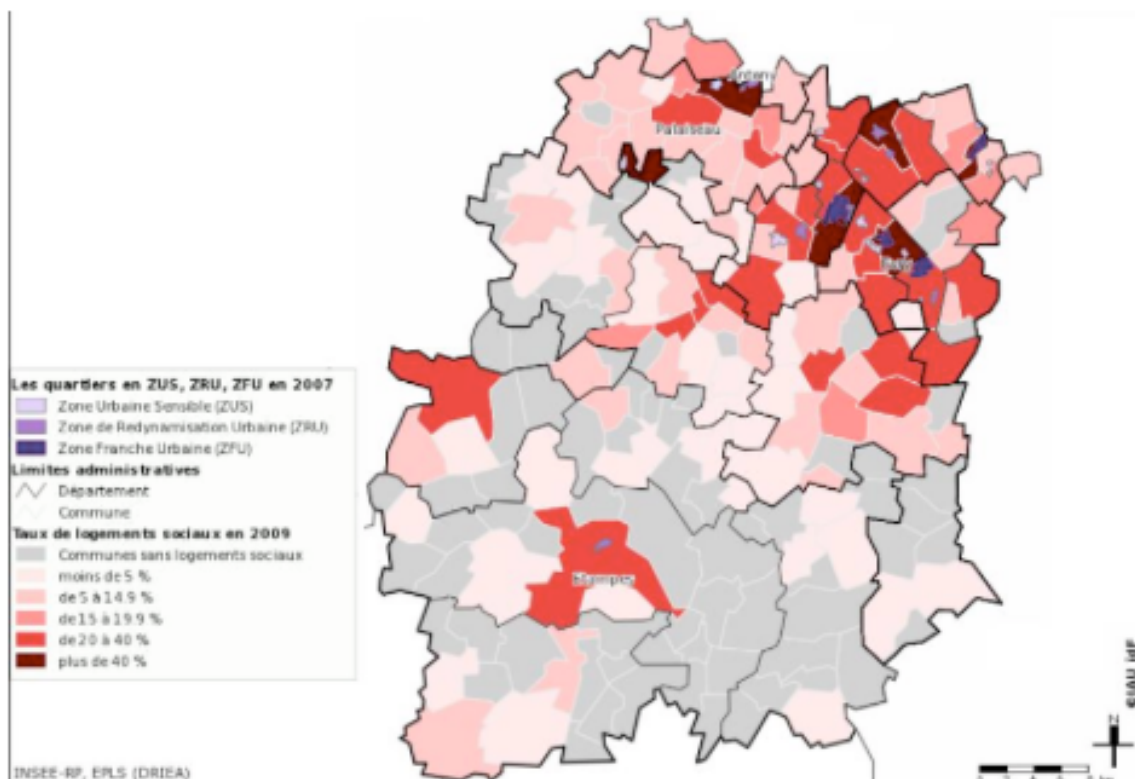 Antony
Palaiseau
Evry
Les quartiers en ZUS, ZRU, ZFU en 2007
Zone Urbaine Sensible (ZUS)
Zone de Redynamisation Urbaine (ZRU)
Zone Franche Urbaine (ZFU)
Limites administratives
Département
Commune
Taux de logements sociaux en 2009
Communes sans logements sociaux
moins de 5 %
de 5 à 14.9 %
de 15 à 19.9 %
de 20 à 40 %
plus de 40 %
Etampes
©IAU îdF
N
INSEE-RP, EPLS (DRIEA)